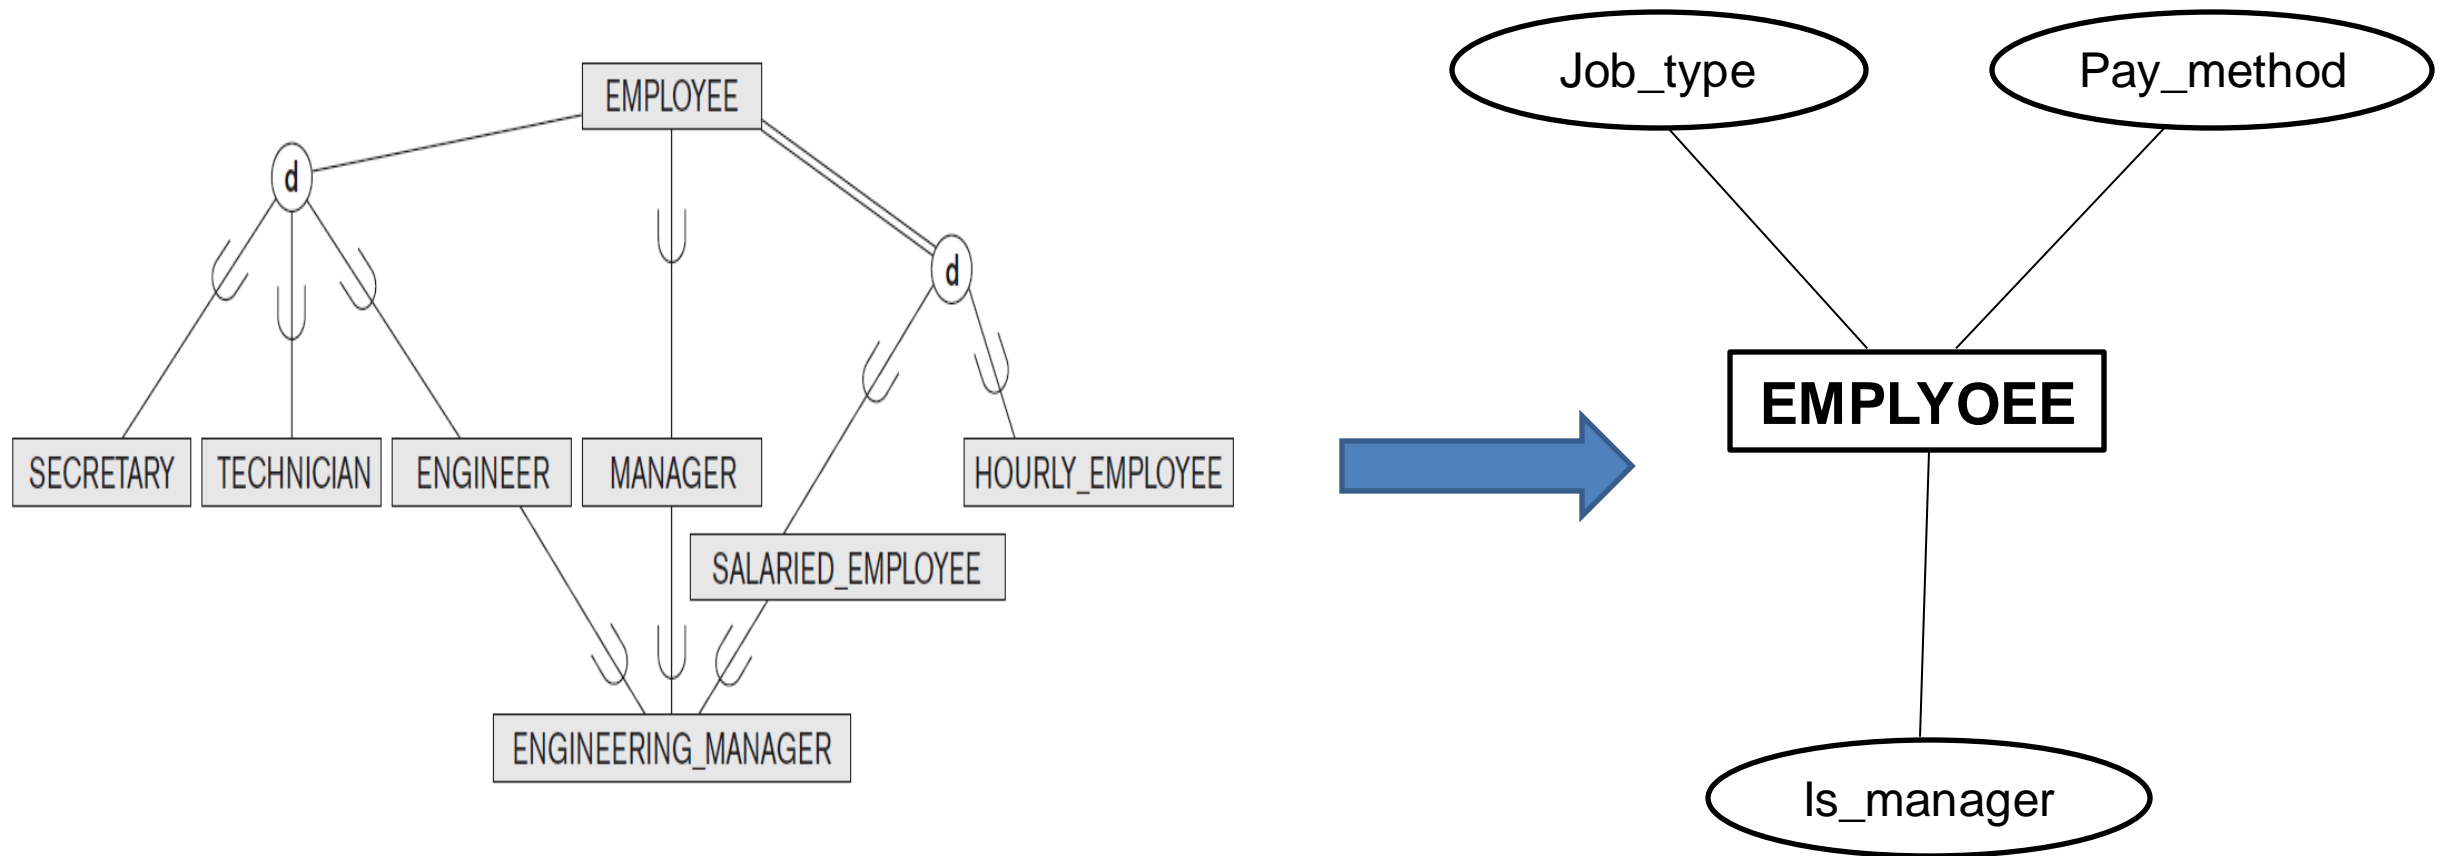 EMPLOYEE
d
d
SECRETARY
TECHNICIAN
ENGINEER
MANAGER
HOURLY_EMPLOYEE
SALARIED_EMPLOYEE
ENGINEERING_MANAGER
Job_type
Pay_method
EMPLYOEE
Is_manager